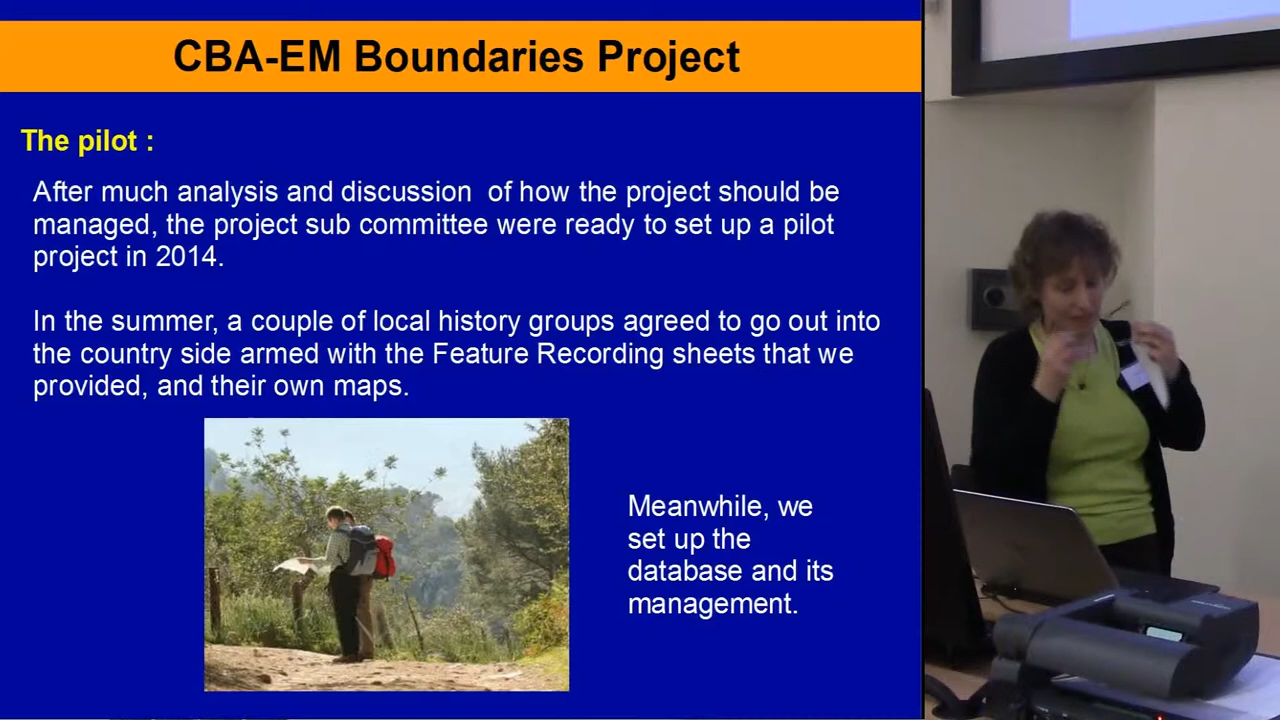 CBA-EM Boundaries Project
The pilot :
After much analysis and discussion  of how the project should be
managed, the project sub committee were ready to set up a pilot
project in 2014.
In the summer, a couple of local history groups agreed to go out into
the country side armed with the Feature Recording sheets that we
provided, and their own maps.
Meanwhile, we
set up the
database and its
management.